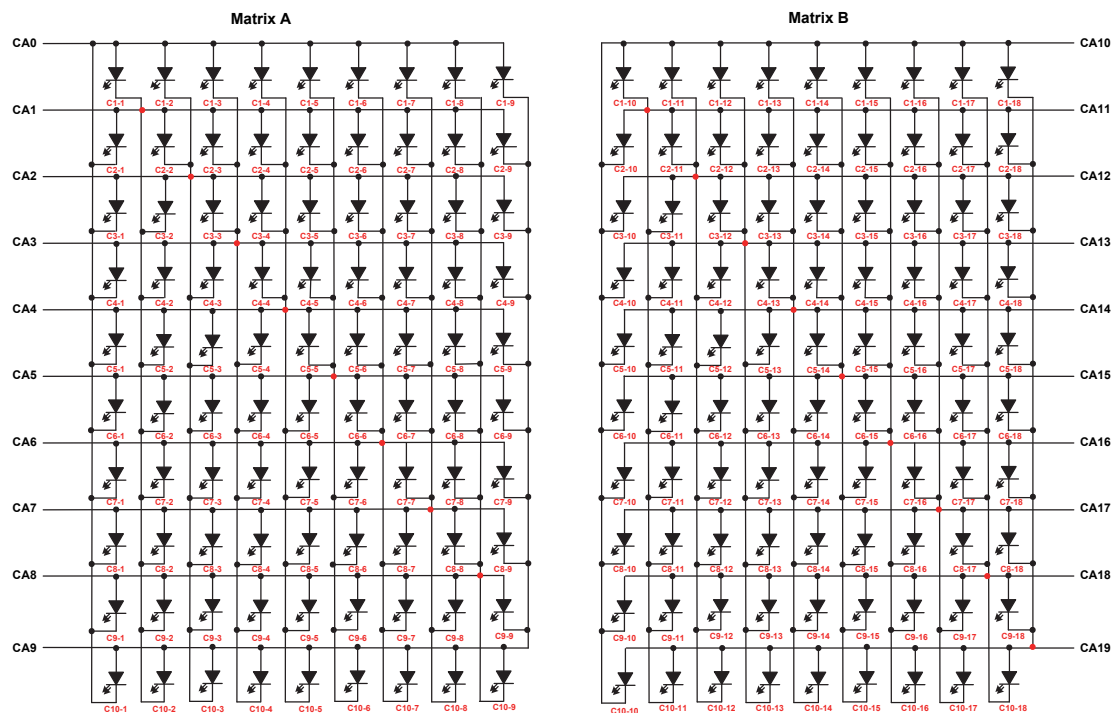 Matrix A Matrix B
CA0 CA10
C1-1 C1-2 C1-3 C1-4 C1-5 C1-6 C1-7 C1-8 C1-9 C1-10 C1-11 C1-12 C1-13 C1-14 C1-15 C1-16 C1-17 C1-18
CA1 CA11
C2-1 C2-2 C2-3 C2-4 C2-5 C2-6 C2-7 C2-8 C2-9 C2-10 C2-11 C2-12 C2-13 C2-14 C2-15 C2-16 C2-17 C2-18
CA2 CA12
C3-1 C3-2 C3-3 C3-4 C3-5 C3-6 C3-7 C3-8 C3-9 C3-10 C3-11 C3-12 C3-13 C3-14 C3-15 C3-16 C3-17 C3-18
CA3 CA13
C4-1 C4-2 C4-3 C4-4 C4-5 C4-6 C4-7 C4-8 C4-9 C4-10 C4-11 C4-12 C4-13 C4-14 C4-15 C4-16 C4-17 C4-18
CA4 CA14
C5-1 C5-2 C5-3 C5-4 C5-5 C5-6 C5-7 C5-8 C5-9 C5-10 C5-11 C5-12 C5-13 C5-14 C5-15 C5-16 C5-17 C5-18
CA5 CA15
C6-1 C6-2 C6-3 C6-4 C6-5 C6-6 C6-7 C6-8 C6-9 C6-10 C6-11 C6-12 C6-13 C6-14 C6-15 C6-16 C6-17 C6-18
CA6 CA16
C7-1 C7-2 C7-3 C7-4 C7-5 C7-6 C7-7 C7-8 C7-9 C7-10 C7-11 C7-12 C7-13 C7-14 C7-15 C7-16 C7-17 C7-18
CA7 CA17
C8-1 C8-2 C8-3 C8-4 C8-5 C8-6 C8-7 C8-8 C8-9 C8-10 C8-11 C8-12 C8-13 C8-14 C8-15 C8-16 C8-17 C8-18
CA8 CA18
C9-1 C9-2 C9-3 C9-4 C9-5 C9-6 C9-7 C9-8 C9-9 C9-10 C9-11 C9-12 C9-13 C9-14 C9-15 C9-16 C9-17 C9-18
CA9 CA19
C10-1 C10-2 C10-3 C10-4 C10-5 C10-6 C10-7 C10-8 C10-9 C10-10 C10-11 C10-12 C10-13 C10-14 C10-15 C10-16 C10-17 C10-18